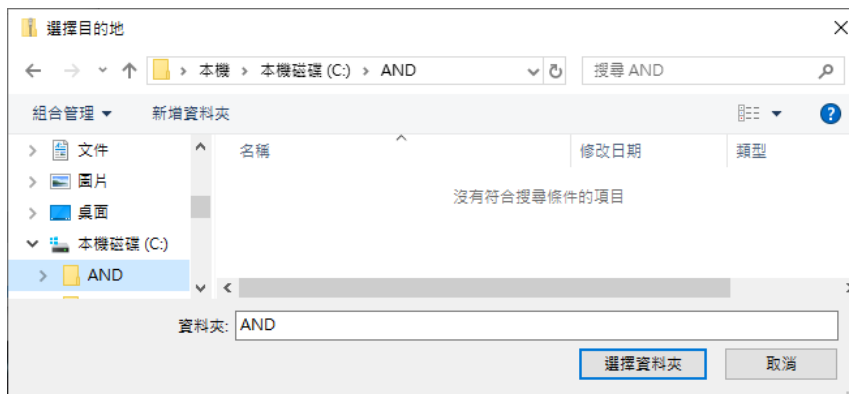 選擇目的地
本機 › 本機磁碟 (C:) › AND
搜尋 AND
組合管理
新增資料夾
文件
圖片
桌面
本機磁碟 (C:)
AND
名稱
修改日期
類型
沒有符合搜尋條件的項目
資料夾: AND
選擇資料夾
取消